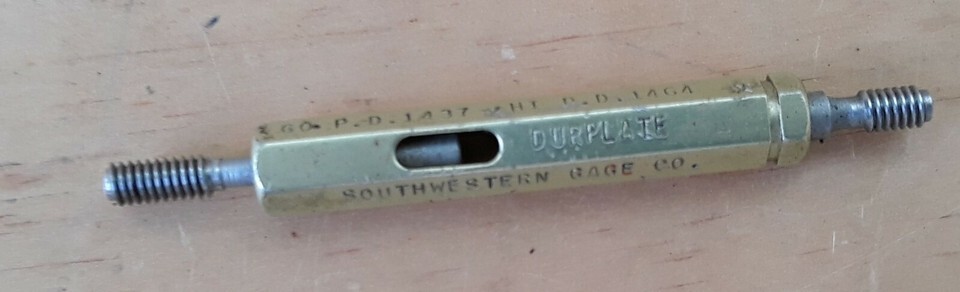 GO. P.D. .1437 HI P.D. .1464
DURPLATE
SOUTHWESTERN GAGE CO.